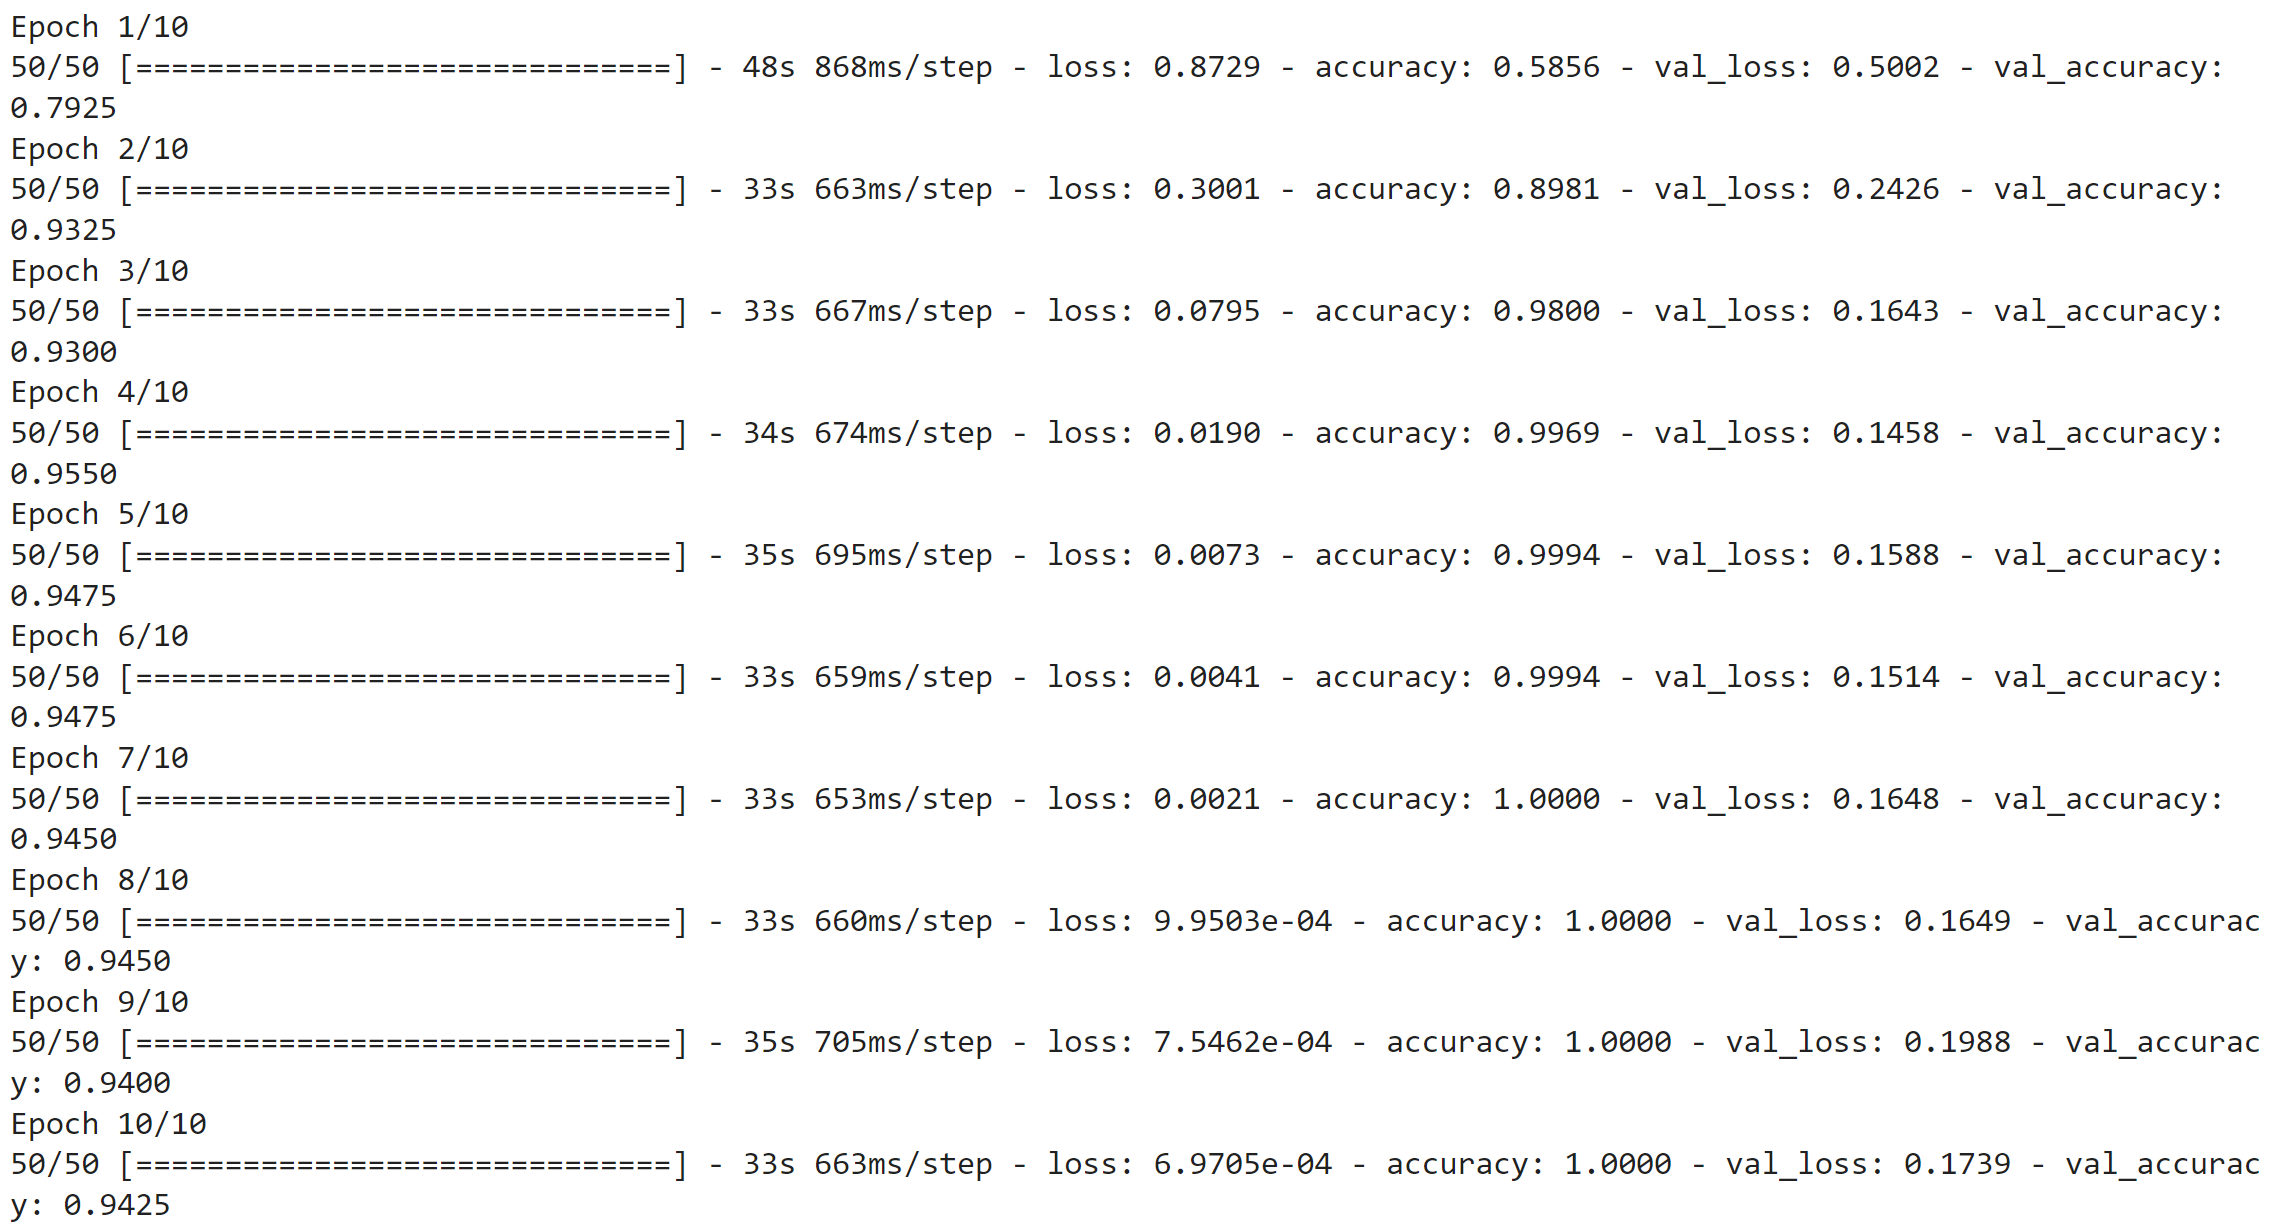 Epoch 1/10
50/50 [==============================] - 48s 868ms/step - loss: 0.8729 - accuracy: 0.5856 - val_loss: 0.5002 - val_accuracy:
0.7925
Epoch 2/10
50/50 [==============================] - 33s 663ms/step - loss: 0.3001 - accuracy: 0.8981 - val_loss: 0.2426 - val_accuracy:
0.9325
Epoch 3/10
50/50 [==============================] - 33s 667ms/step - loss: 0.0795 - accuracy: 0.9800 - val_loss: 0.1643 - val_accuracy:
0.9300
Epoch 4/10
50/50 [==============================] - 34s 674ms/step - loss: 0.0190 - accuracy: 0.9969 - val_loss: 0.1458 - val_accuracy:
0.9550
Epoch 5/10
50/50 [==============================] - 35s 695ms/step - loss: 0.0073 - accuracy: 0.9994 - val_loss: 0.1588 - val_accuracy:
0.9475
Epoch 6/10
50/50 [==============================] - 33s 659ms/step - loss: 0.0041 - accuracy: 0.9994 - val_loss: 0.1514 - val_accuracy:
0.9475
Epoch 7/10
50/50 [==============================] - 33s 653ms/step - loss: 0.0021 - accuracy: 1.0000 - val_loss: 0.1648 - val_accuracy:
0.9450
Epoch 8/10
50/50 [==============================] - 33s 660ms/step - loss: 9.9503e-04 - accuracy: 1.0000 - val_loss: 0.1649 - val_accurac
y: 0.9450
Epoch 9/10
50/50 [==============================] - 35s 705ms/step - loss: 7.5462e-04 - accuracy: 1.0000 - val_loss: 0.1988 - val_accurac
y: 0.9400
Epoch 10/10
50/50 [==============================] - 33s 663ms/step - loss: 6.9705e-04 - accuracy: 1.0000 - val_loss: 0.1739 - val_accurac
y: 0.9425